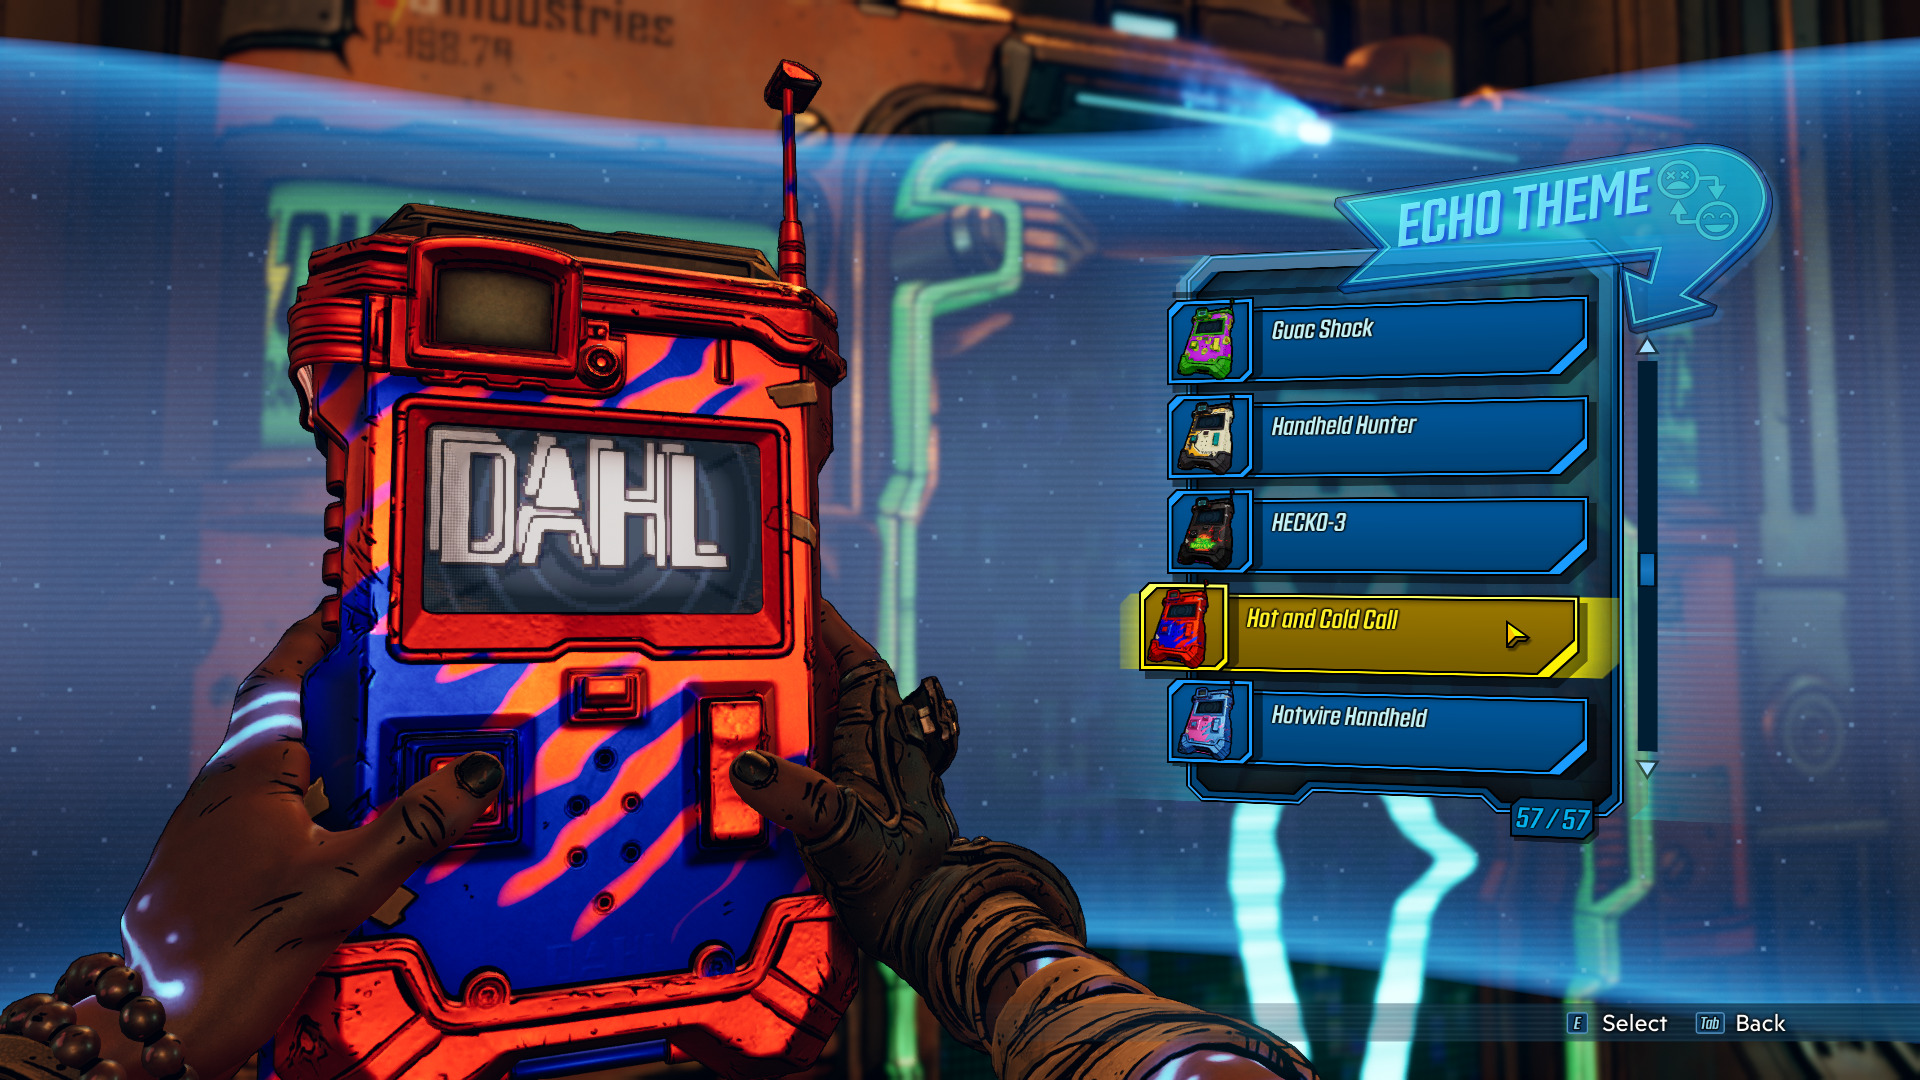 industries
P-198.79
DAHL
ECHO THEME
Guac Shock
Handheld Hunter
HECKO-3
Hot and Cold Call
Hotwire Handheld
57/57
E Select Tab Back